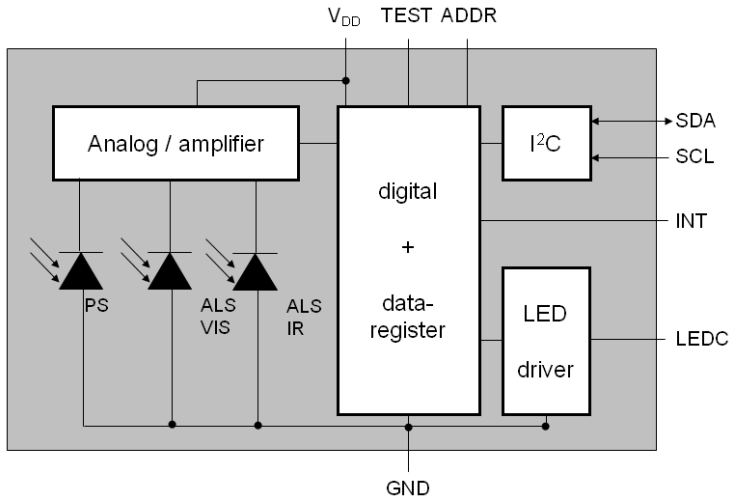 V_DD TEST ADDR
Analog / amplifier
I²C
SDA
SCL
digital
+
data-
register
INT
PS
ALS
VIS
ALS
IR
LED
driver
LEDC
GND